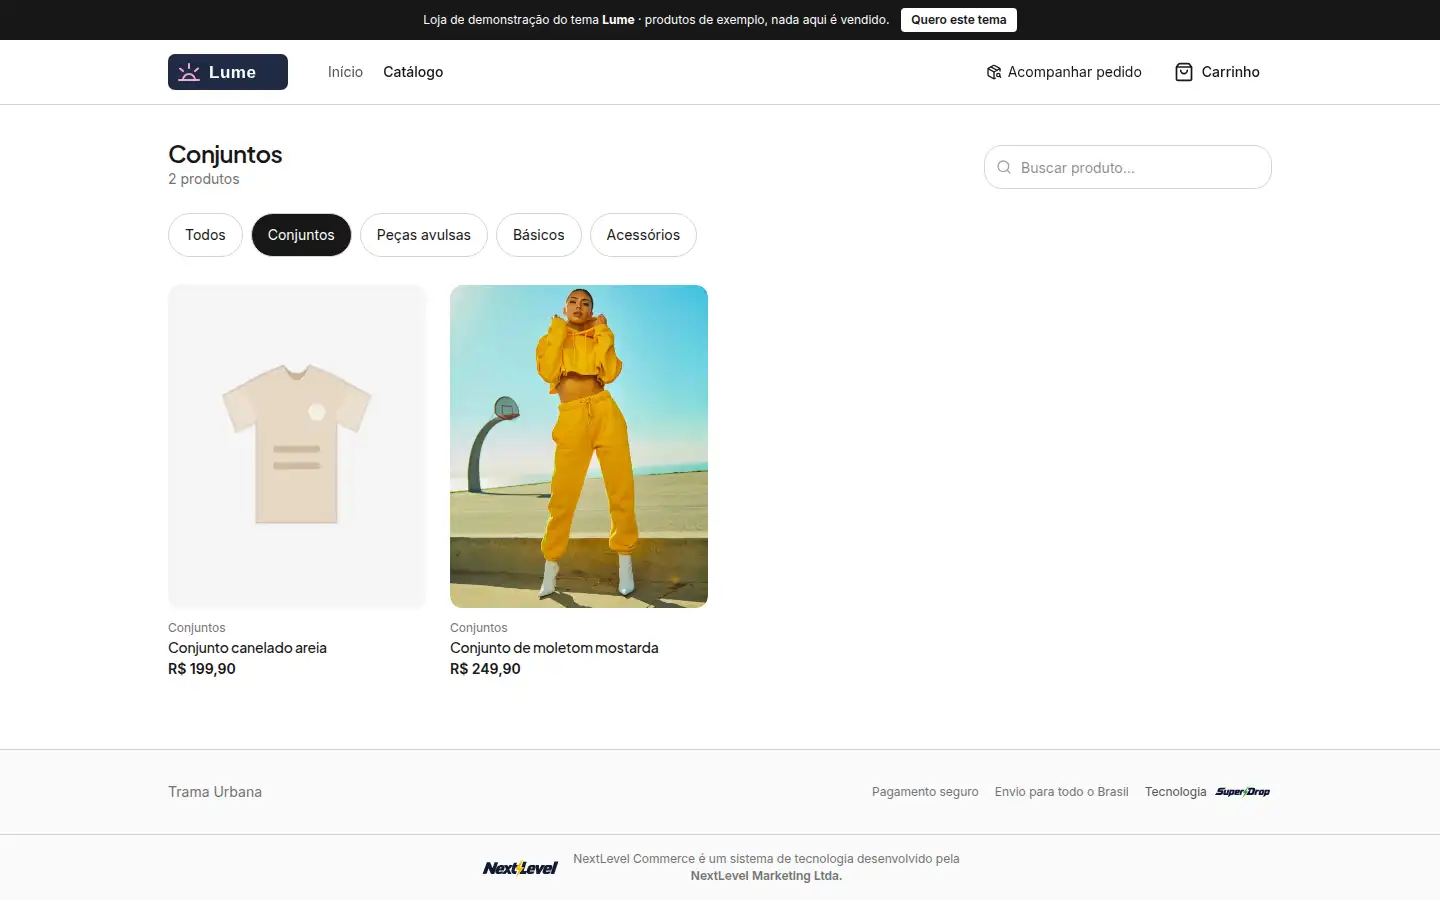 Loja de demonstração do tema Lume · produtos de exemplo, nada aqui é vendido. Quero este tema
Lume Início Catálogo Acompanhar pedido Carrinho
Conjuntos
2 produtos
Buscar produto...
Todos Conjuntos Peças avulsas Básicos Acessórios
Conjuntos
Conjunto canelado areia
R$ 199,90
Conjuntos
Conjunto de moletom mostarda
R$ 249,90
Trama Urbana
Pagamento seguro Envio para todo o Brasil Tecnologia SuperDrop
NextLevel
NextLevel Commerce é um sistema de tecnologia desenvolvido pela
NextLevel Marketing Ltda.